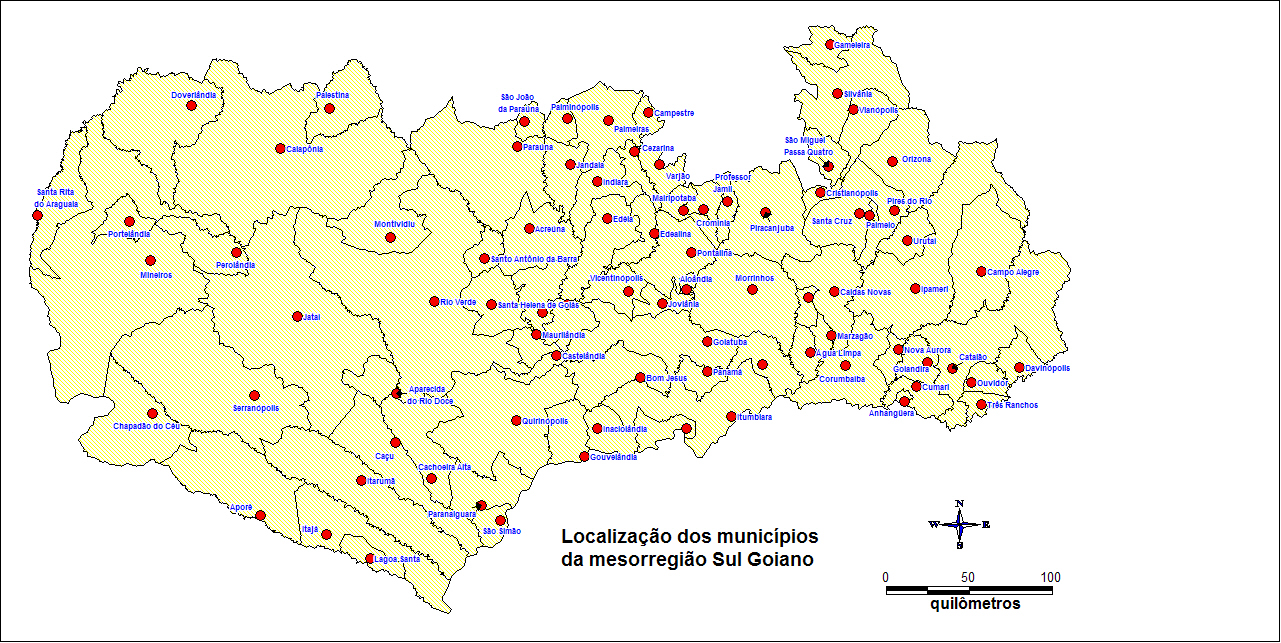 Gameleira
Silvânia
Vianópolis
Doverlândia
Palestina
São João
da Paraúna
Palminópolis
Palmeiras
Campestre
São Miguel
Passa Quatro
Caiapônia
Paraúna
Cezarina
Jandaia
Varjão
Orizona
Indiara
Professor
Jamil
Santa Rita
do Araguaia
Mairipotaba
Cristianópolis
Pires do Rio
Cromínia
Santa Cruz
Palmelo
Portelândia
Montividiu
Acreúna
Edéia
Edealina
Piracanjuba
Urutaí
Perolândia
Mineiros
Santo Antônio da Barra
Pontalina
Campo Alegre
Vicentinópolis
Aloândia
Morrinhos
Caldas Novas
Ipameri
Rio Verde
Santa Helena de Goiás
Joviânia
Jataí
Maurilândia
Goiatuba
Marzagão
Castelândia
Água Limpa
Nova Aurora
Goiandira
Catalão
Davinópolis
Corumbaíba
Bom Jesus
Panamá
Cumari
Ouvidor
Aparecida
do Rio Doce
Serranópolis
Três Ranchos
Anhangüera
Chapadão do Céu
Quirinópolis
Inaciolândia
Itumbiara
Caçu
Gouvelândia
Cachoeira Alta
Itarumã
Aporé
Paranaiguara
São Simão
Itajá
Lagoa Santa
Localização dos municípios
da mesorregião Sul Goiano
N
W E
S
0 50 100
quilômetros